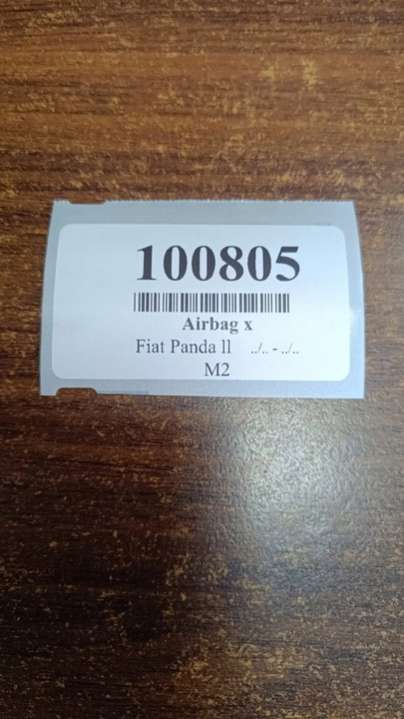 100805
Airbag x
Fiat Panda ll ../.. - ../..
M2